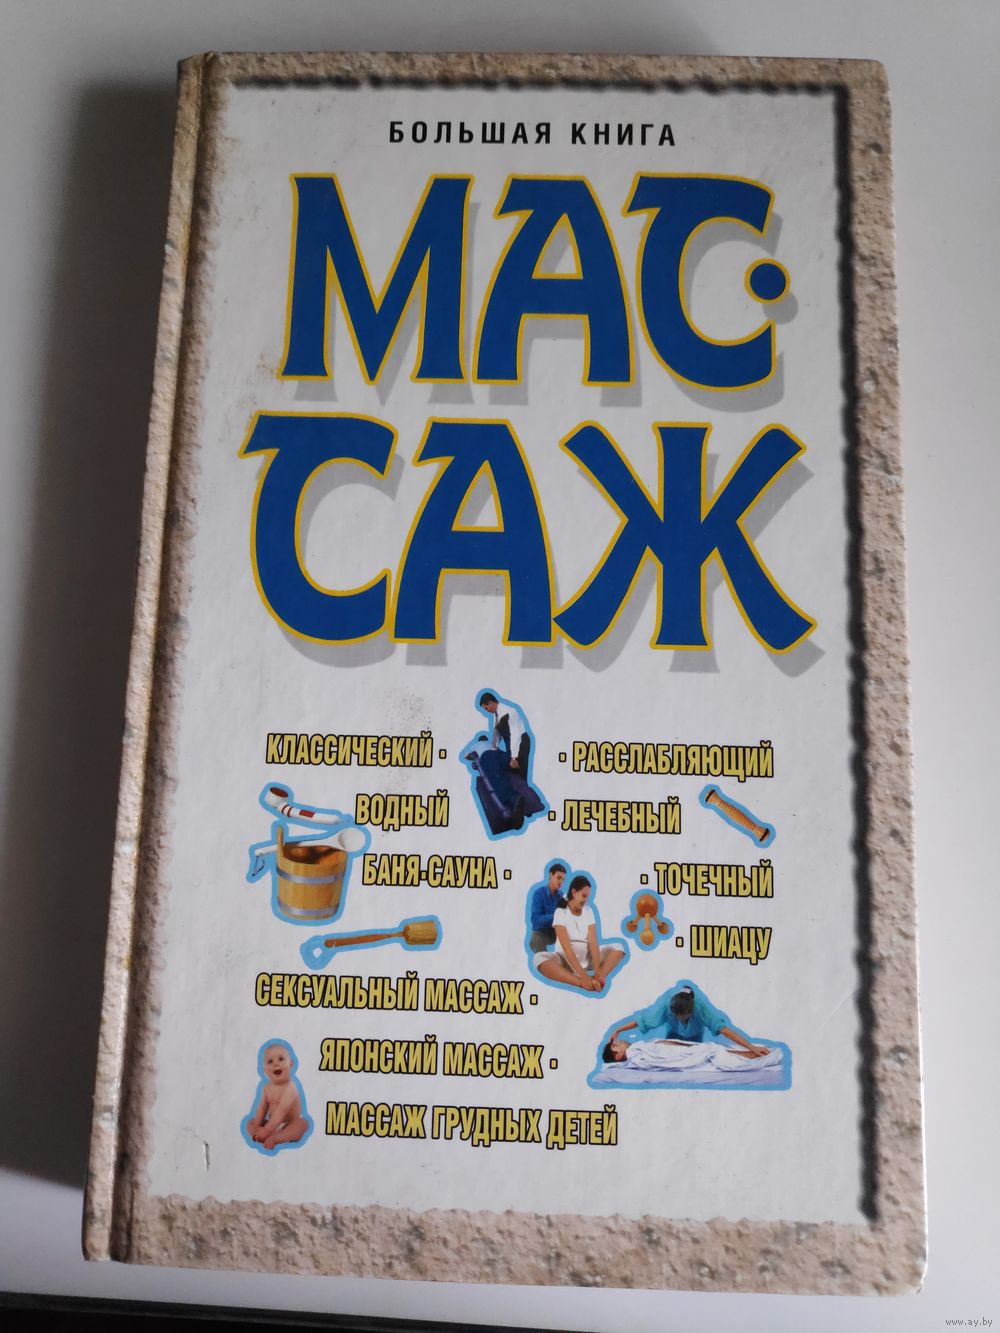 БОЛЬШАЯ КНИГА
МАС·
САЖ
КЛАССИЧЕСКИЙ · · РАССЛАБЛЯЮЩИЙ
ВОДНЫЙ · ЛЕЧЕБНЫЙ
БАНЯ-САУНА · · ТОЧЕЧНЫЙ
· ШИАЦУ
СЕКСУАЛЬНЫЙ МАССАЖ ·
ЯПОНСКИЙ МАССАЖ ·
МАССАЖ ГРУДНЫХ ДЕТЕЙ
www.ay.by